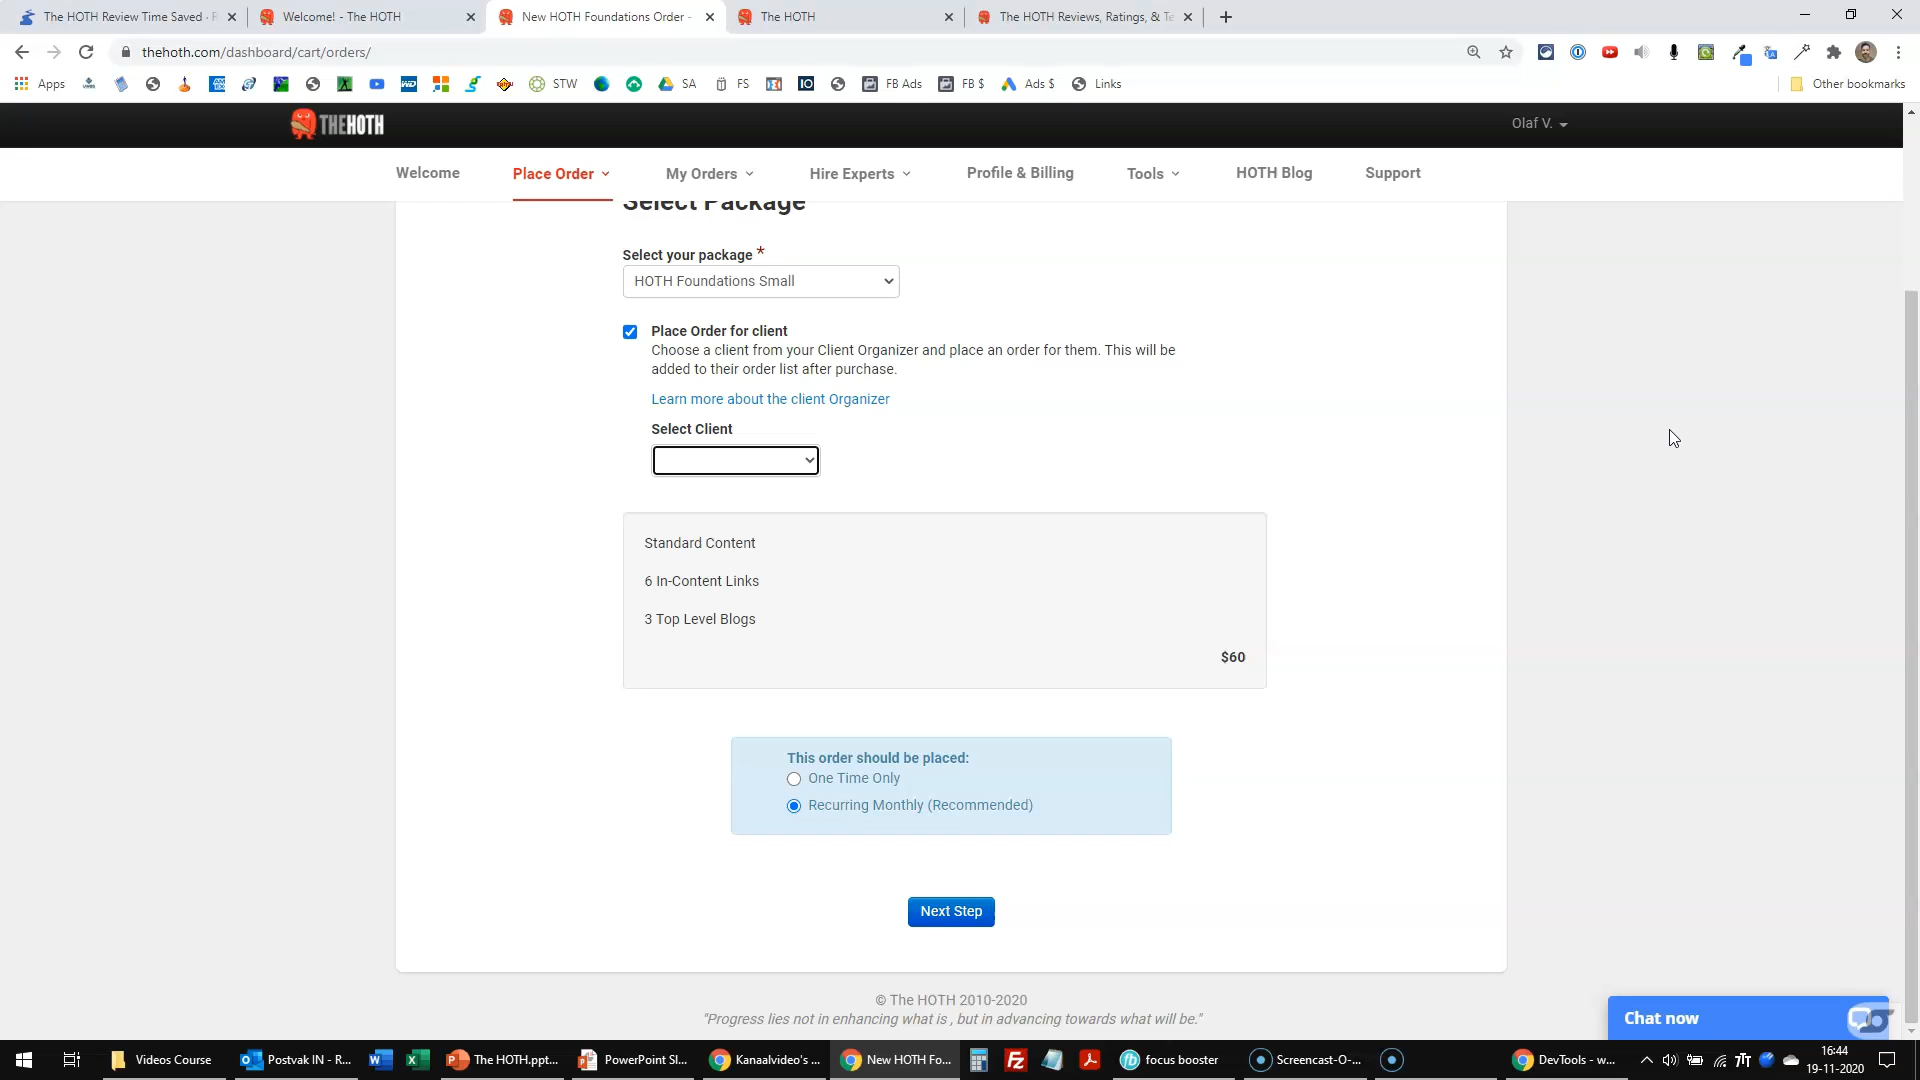 The HOTH Review Time Saved
Welcome! - The HOTH
New HOTH Foundations Order -
The HOTH
The HOTH Reviews, Ratings, & Te
thehoth.com/dashboard/cart/orders/
Apps
STW
SA
FS
IO
FB Ads
FB $
Ads $
Links
Other bookmarks
THEHOTH
Olaf V.
Welcome
Place Order
My Orders
Hire Experts
Profile & Billing
Tools
HOTH Blog
Support
Select Package
Select your package *
HOTH Foundations Small
Place Order for client
Choose a client from your Client Organizer and place an order for them. This will be
added to their order list after purchase.
Learn more about the client Organizer
Select Client
Standard Content
6 In-Content Links
3 Top Level Blogs
$60
This order should be placed:
One Time Only
Recurring Monthly (Recommended)
Next Step
© The HOTH 2010-2020
"Progress lies not in enhancing what is , but in advancing towards what will be."
Chat now
Videos Course
Postvak IN - R...
The HOTH.ppt...
PowerPoint Sl...
Kanaalvideo's ...
New HOTH Fo...
focus booster
Screencast-O-...
DevTools - w...
16:44
19-11-2020